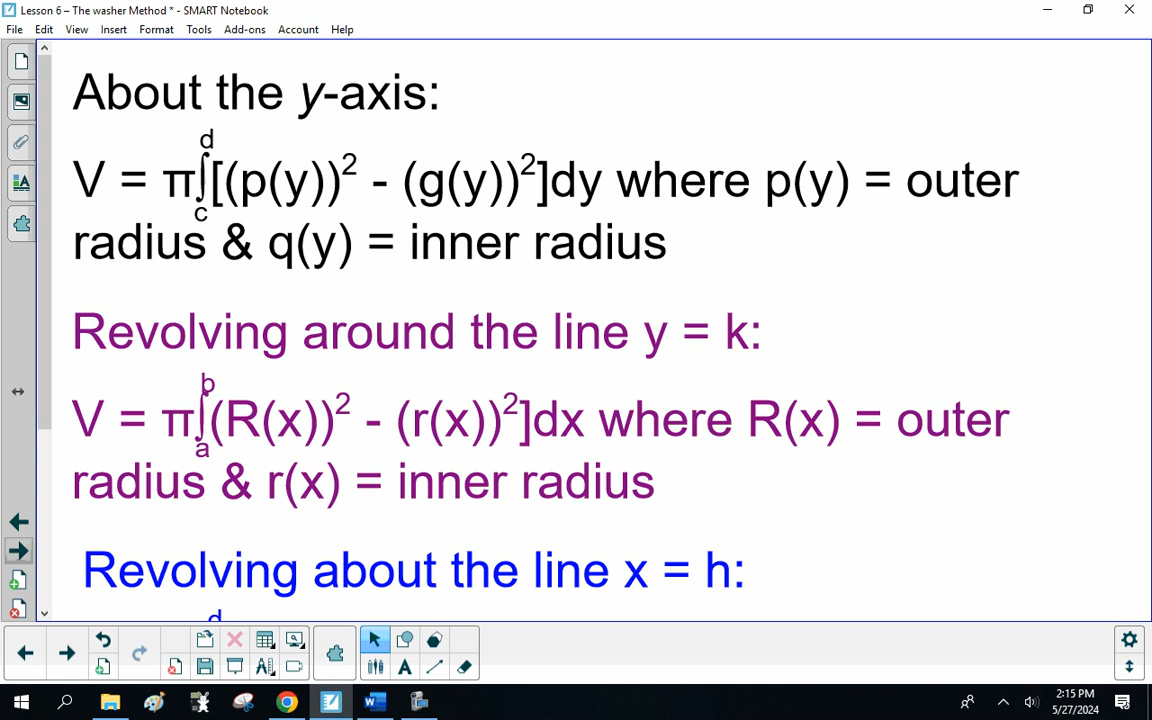 Lesson 6 – The washer Method * - SMART Notebook
File Edit View Insert Format Tools Add-ons Account Help
About the y-axis:
d
V = π∫[(p(y))² - (g(y))²]dy where p(y) = outer
c
radius & q(y) = inner radius
Revolving around the line y = k:
b
V = π∫(R(x))² - (r(x))²]dx where R(x) = outer
a
radius & r(x) = inner radius
Revolving about the line x = h:
d
2:15 PM
5/27/2024